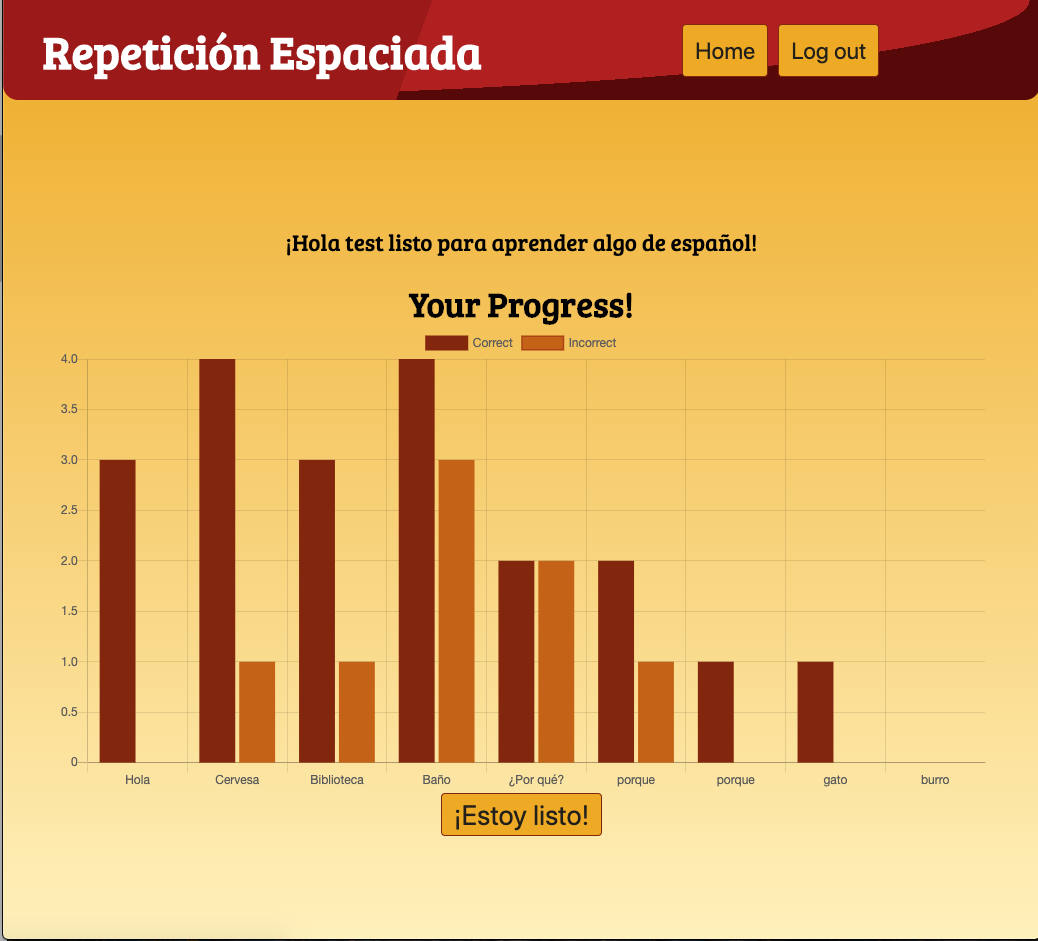 Repetición Espaciada
Home
Log out
¡Hola test listo para aprender algo de español!
Your Progress!
Correct Incorrect
4.0
3.5
3.0
2.5
2.0
1.5
1.0
0.5
0
Hola Cervesa Biblioteca Baño ¿Por qué? porque porque gato burro
¡Estoy listo!